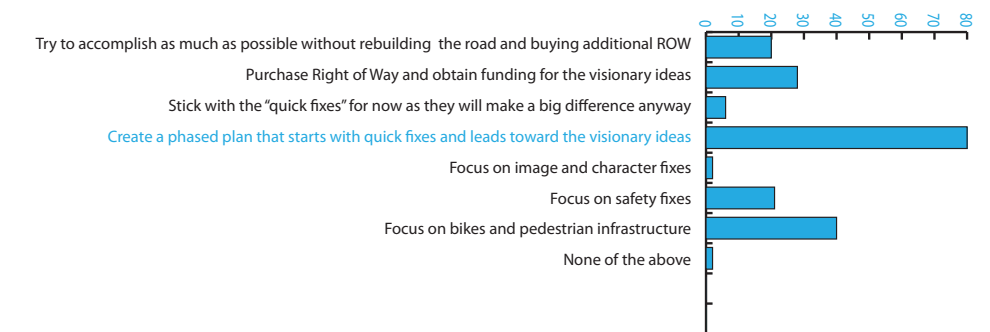 0 10 20 30 40 50 60 70 80
Try to accomplish as much as possible without rebuilding the road and buying additional ROW
Purchase Right of Way and obtain funding for the visionary ideas
Stick with the “quick fixes” for now as they will make a big difference anyway
Create a phased plan that starts with quick fixes and leads toward the visionary ideas
Focus on image and character fixes
Focus on safety fixes
Focus on bikes and pedestrian infrastructure
None of the above